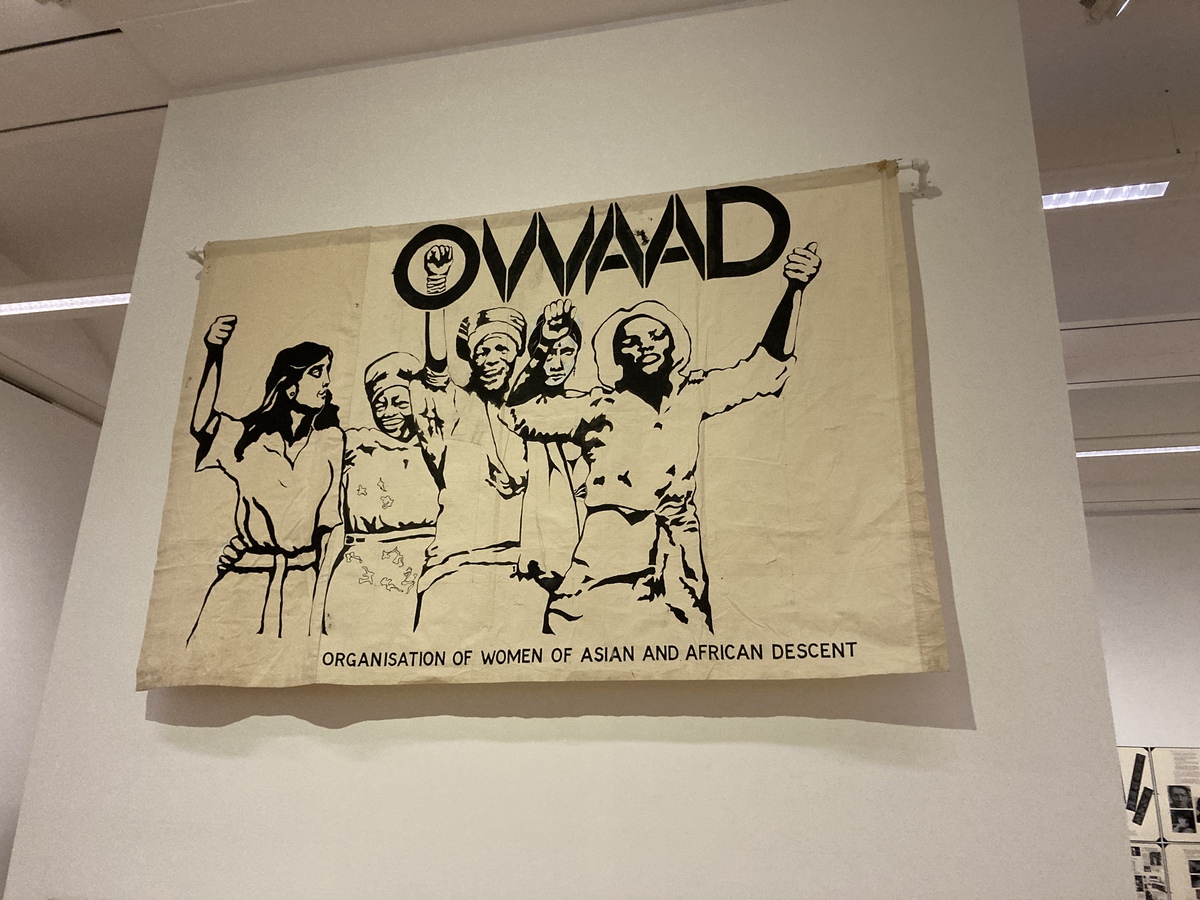 OWAAD
ORGANISATION OF WOMEN OF ASIAN AND AFRICAN DESCENT